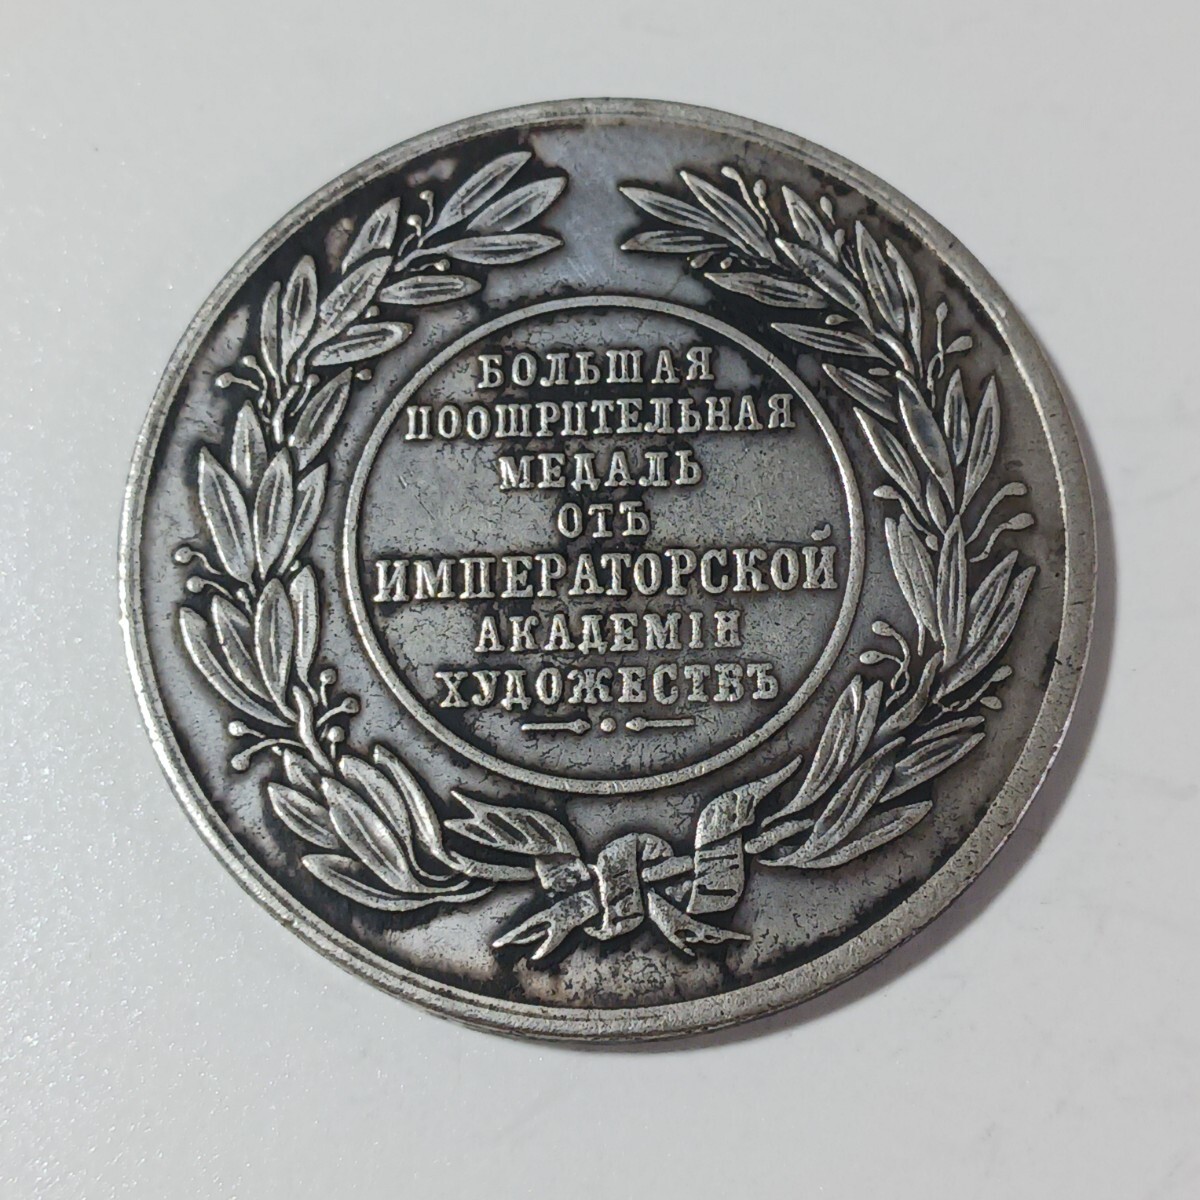 БОЛЬШАЯ
ПООЩРИТЕЛЬНАЯ
МЕДАЛЬ
ОТЪ
ИМПЕРАТОРСКОЙ
АКАДЕМІИ
ХУДОЖЕСТВЪ